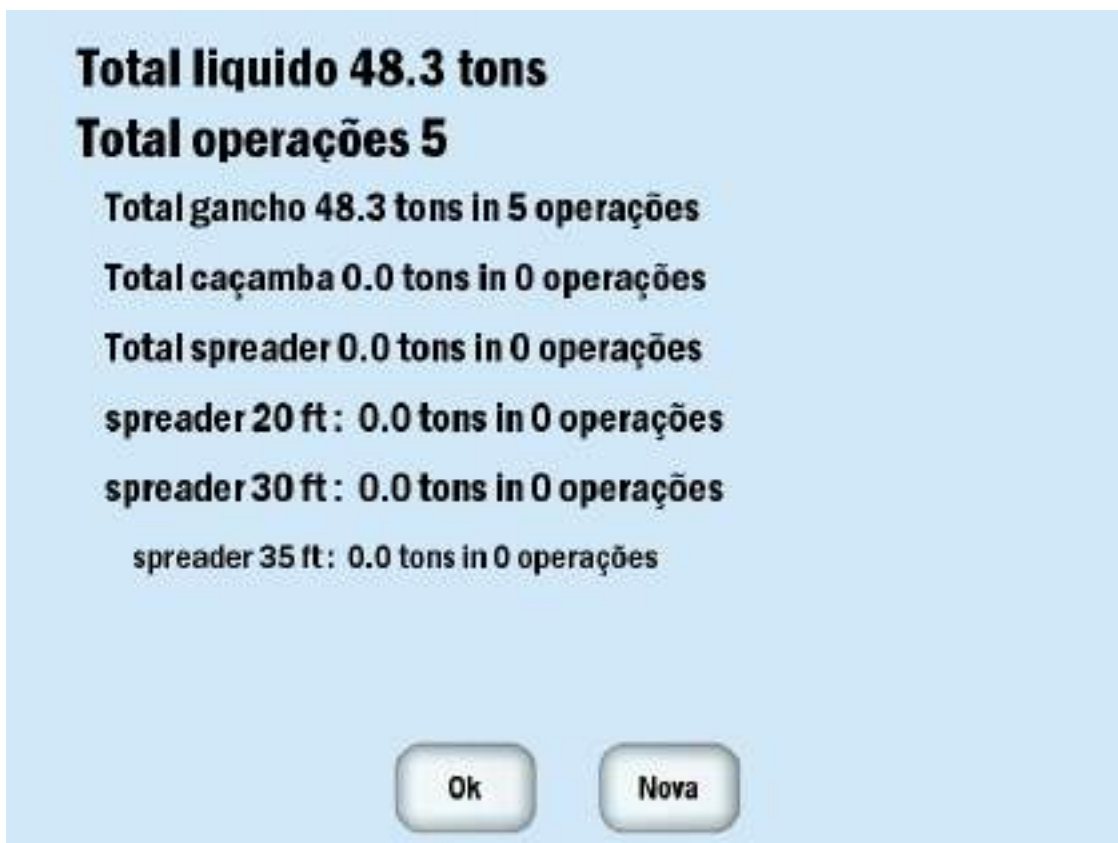 Total liquido 48.3 tons
Total operações 5
Total gancho 48.3 tons in 5 operações
Total caçamba 0.0 tons in 0 operações
Total spreader 0.0 tons in 0 operações
spreader 20 ft: 0.0 tons in 0 operações
spreader 30 ft: 0.0 tons in 0 operações
spreader 35 ft: 0.0 tons in 0 operações
Ok Nova